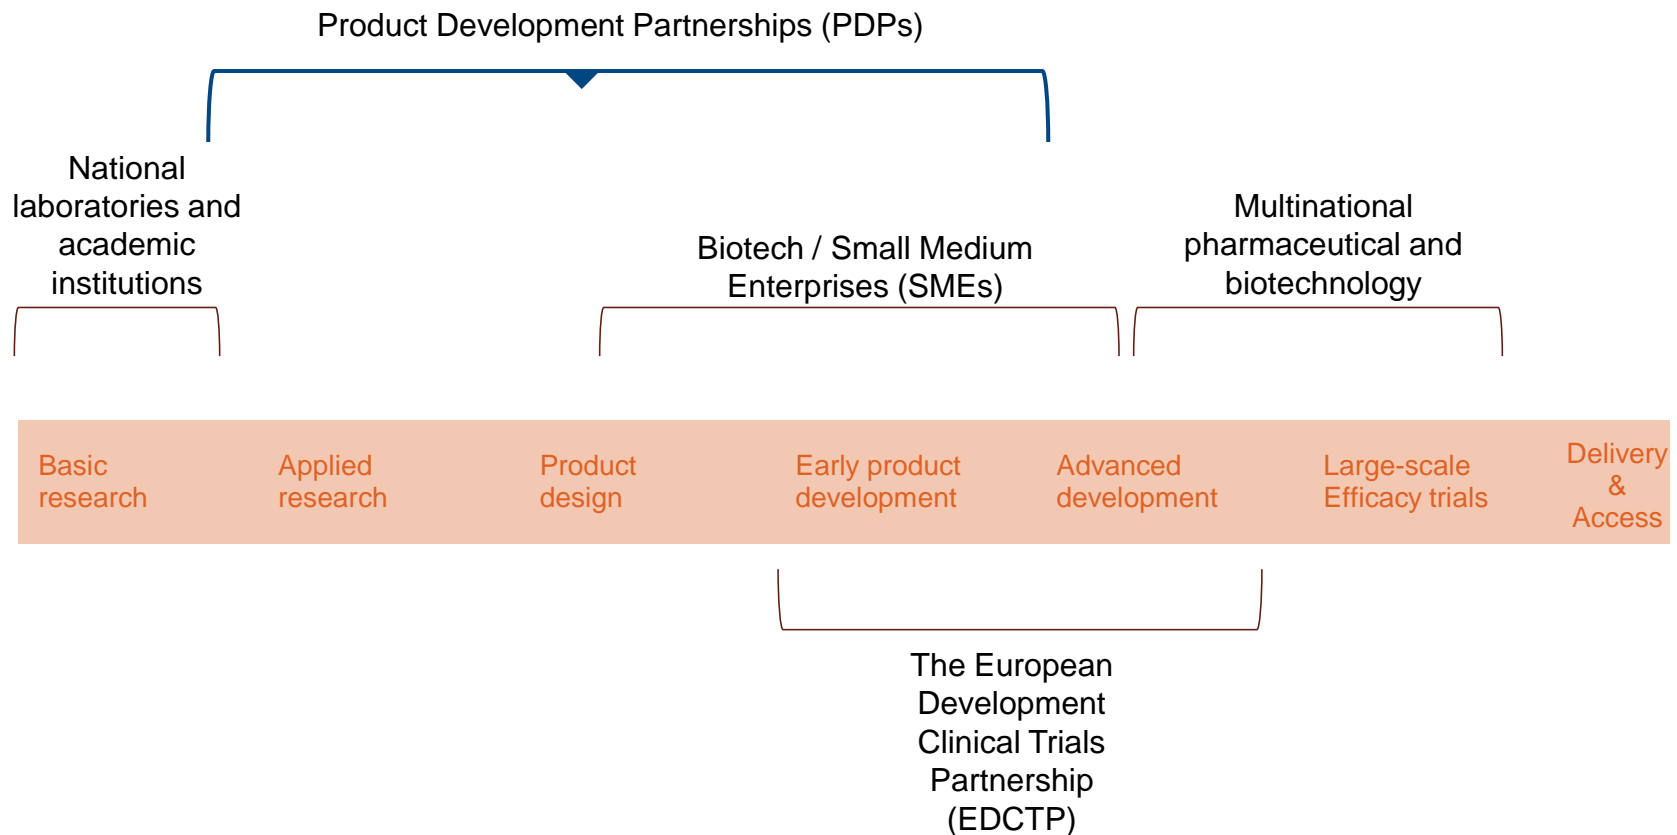 Product Development Partnerships (PDPs)
National
laboratories and
academic
institutions
Biotech / Small Medium
Enterprises (SMEs)
Multinational
pharmaceutical and
biotechnology
Basic
research
Applied
research
Product
design
Early product
development
Advanced
development
Large-scale
Efficacy trials
Delivery
&
Access
The European
Development
Clinical Trials
Partnership
(EDCTP)